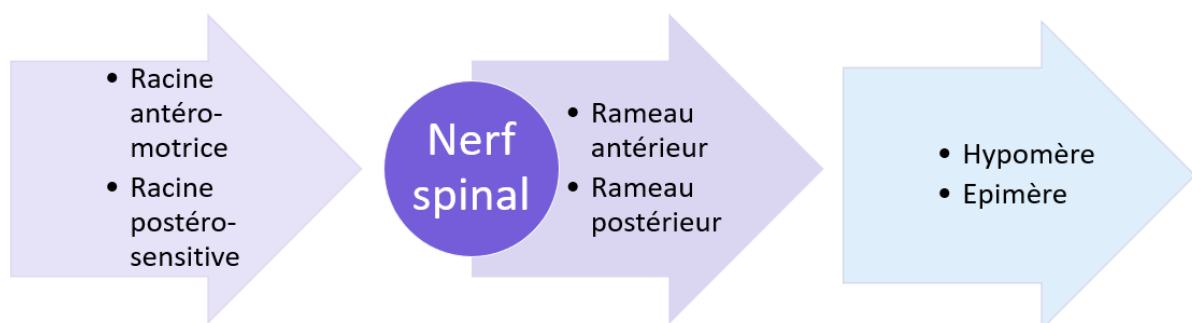 • Racine
antéro-
motrice
• Racine
postéro-
sensitive
Nerf
spinal
• Rameau
antérieur
• Rameau
postérieur
• Hypomère
• Epimère